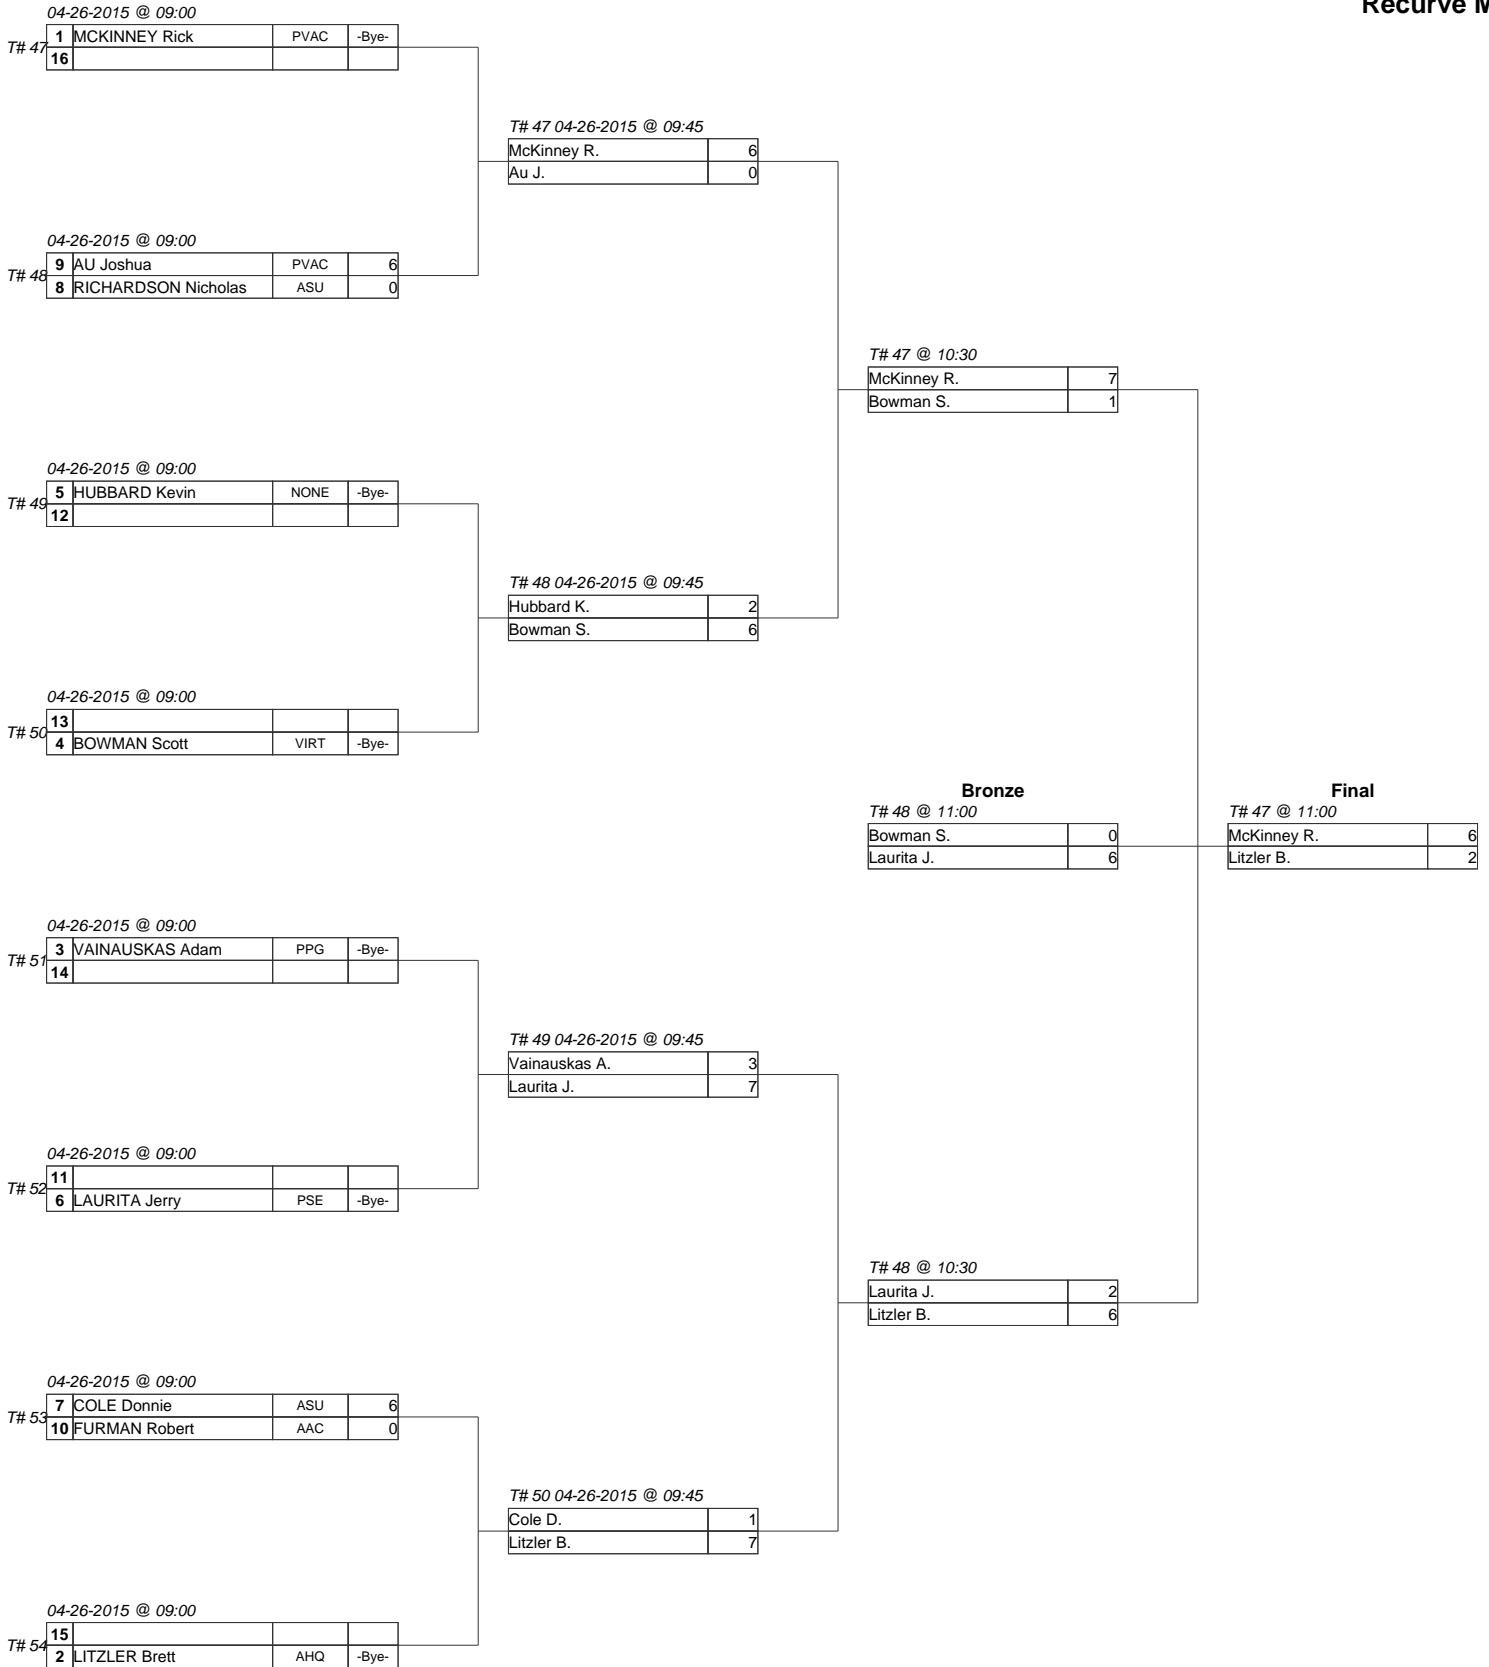 Recurve M
04-26-2015 @ 09:00
T# 47
1 MCKINNEY Rick PVAC -Bye-
16
T# 47 04-26-2015 @ 09:45
McKinney R. 6
Au J. 0
04-26-2015 @ 09:00
T# 48
9 AU Joshua PVAC 6
8 RICHARDSON Nicholas ASU 0
T# 47 @ 10:30
McKinney R. 7
Bowman S. 1
04-26-2015 @ 09:00
T# 49
5 HUBBARD Kevin NONE -Bye-
12
T# 48 04-26-2015 @ 09:45
Hubbard K. 2
Bowman S. 6
04-26-2015 @ 09:00
T# 50
13
4 BOWMAN Scott VIRT -Bye-
Bronze
T# 48 @ 11:00
Bowman S. 0
Laurita J. 6
Final
T# 47 @ 11:00
McKinney R. 6
Litzler B. 2
04-26-2015 @ 09:00
T# 51
3 VAINAUSKAS Adam PPG -Bye-
14
T# 49 04-26-2015 @ 09:45
Vainauskas A. 3
Laurita J. 7
04-26-2015 @ 09:00
T# 52
11
6 LAURITA Jerry PSE -Bye-
T# 48 @ 10:30
Laurita J. 2
Litzler B. 6
04-26-2015 @ 09:00
T# 53
7 COLE Donnie ASU 6
10 FURMAN Robert AAC 0
T# 50 04-26-2015 @ 09:45
Cole D. 1
Litzler B. 7
04-26-2015 @ 09:00
T# 54
15
2 LITZLER Brett AHQ -Bye-